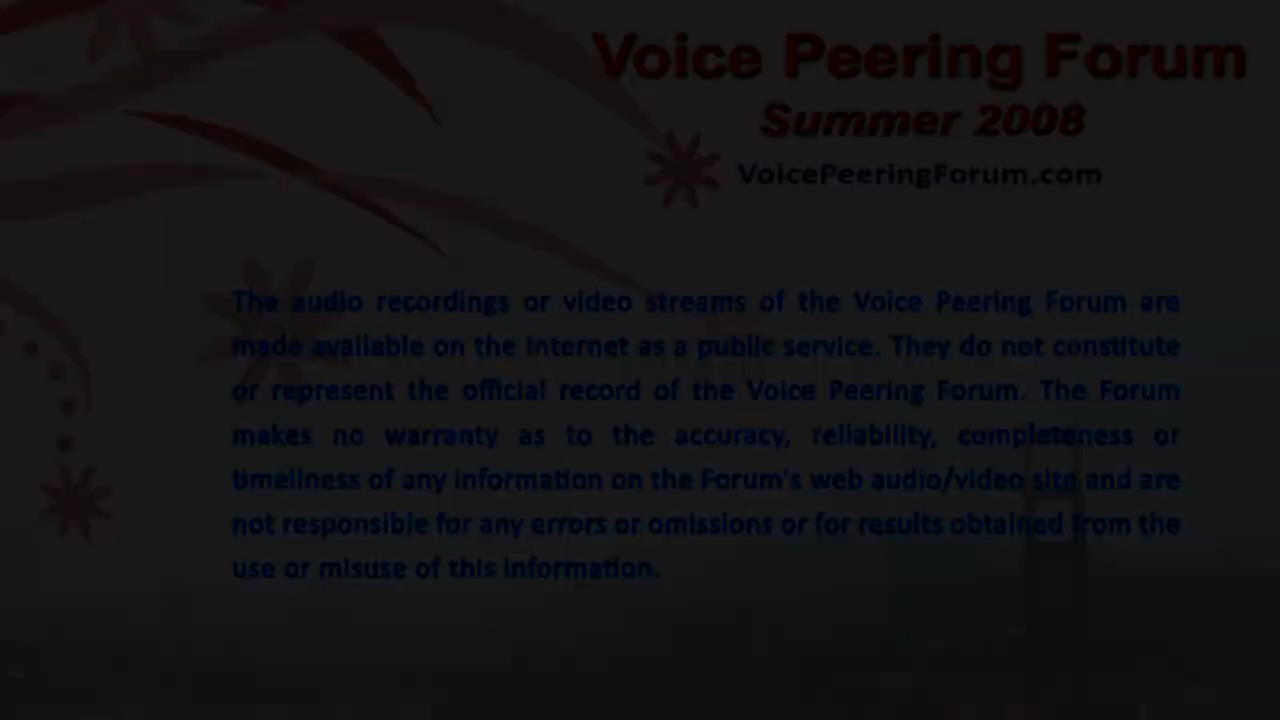 Voice Peering Forum
Summer 2008
VoicePeeringForum.com
The audio recordings or video streams of the Voice Peering Forum are
made available on the Internet as a public service. They do not constitute
or represent the official record of the Voice Peering Forum. The Forum
makes no warranty as to the accuracy, reliability, completeness or
timeliness of any information on the Forum's web audio/video site and are
not responsible for any errors or omissions or for results obtained from the
use or misuse of this information.